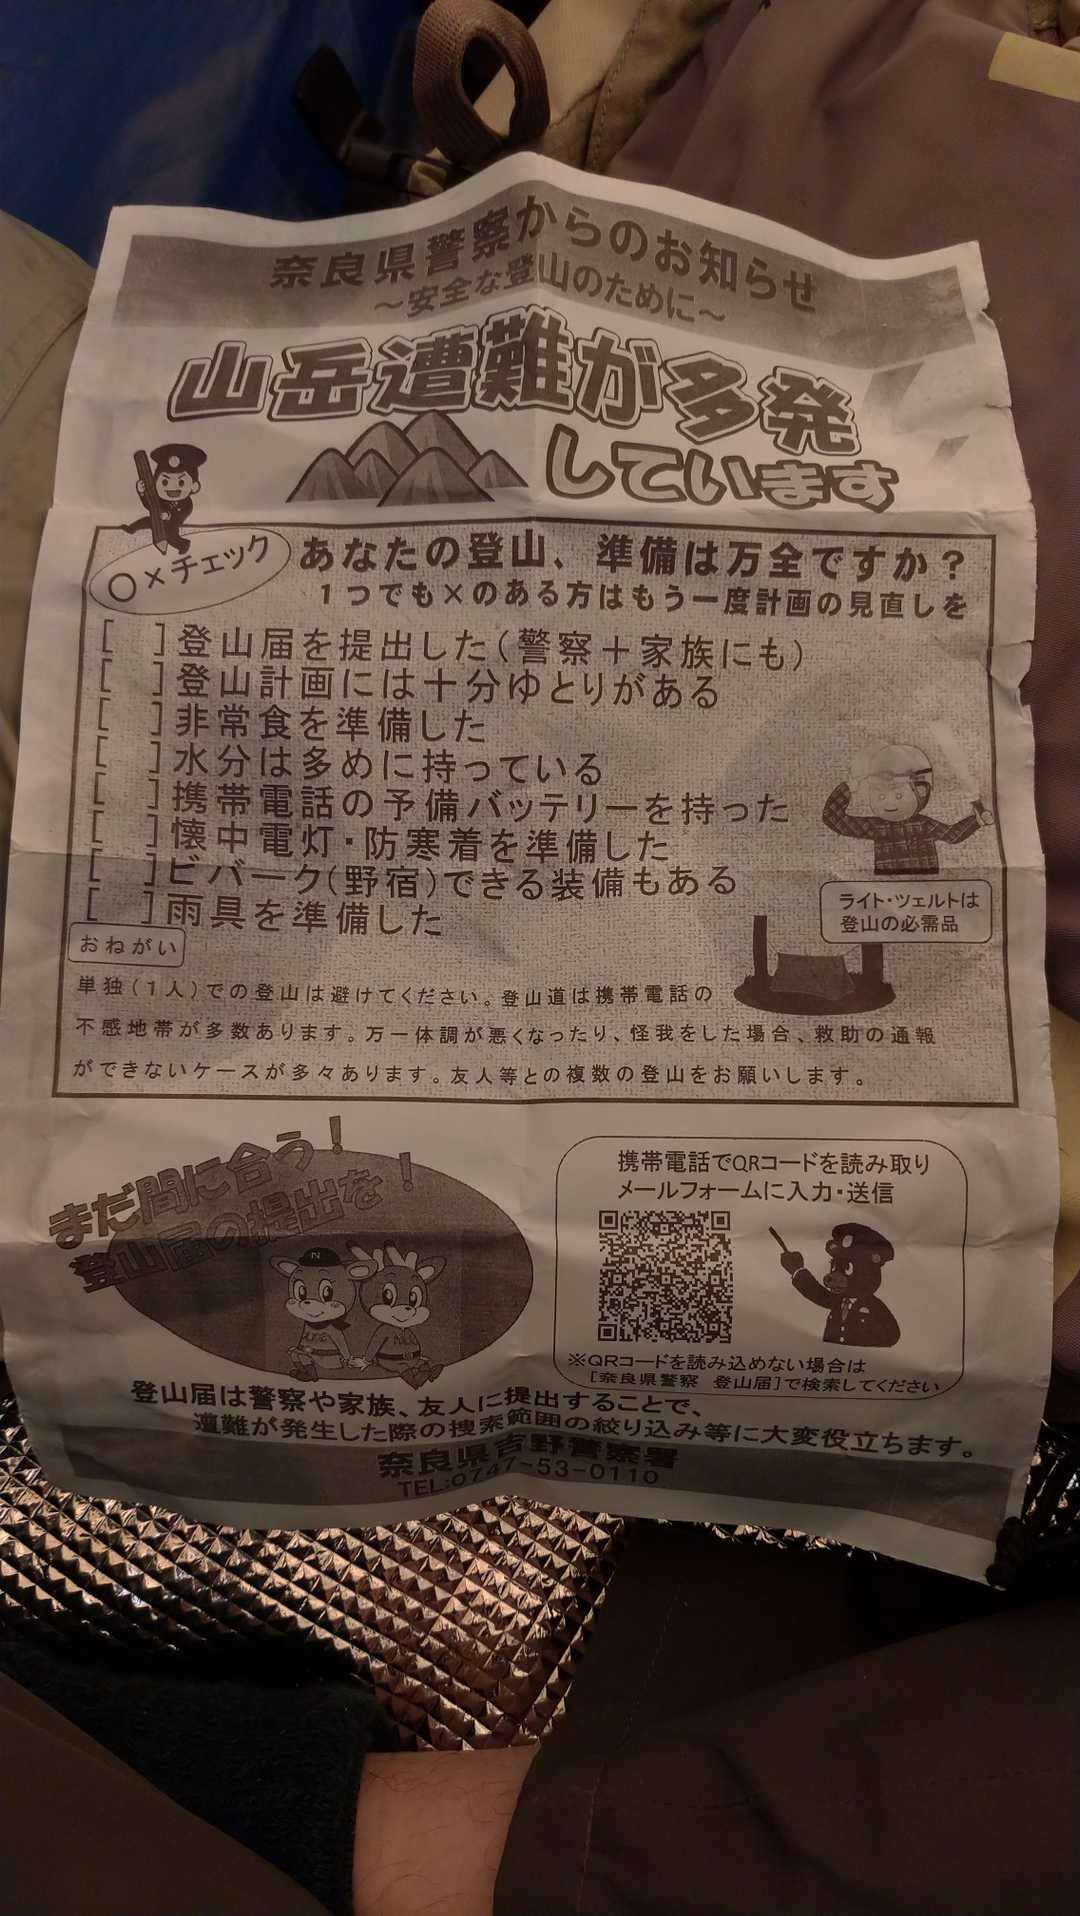 奈良県警察からのお知らせ
～安全な登山のために～
山岳遭難が多発
しています
○×チェック
あなたの登山、準備は万全ですか？
１つでも×のある方はもう一度計画の見直しを
[　]登山届を提出した(警察＋家族にも)
[　]登山計画には十分ゆとりがある
[　]非常食を準備した
[　]水分は多めに持っている
[　]携帯電話の予備バッテリーを持った
[　]懐中電灯・防寒着を準備した
[　]ビバーク(野宿)できる装備もある
[　]雨具を準備した
ライト・ツェルトは
登山の必需品
おねがい
単独(１人)での登山は避けてください。登山道は携帯電話の
不感地帯が多数あります。万一体調が悪くなったり、怪我をした場合、救助の通報
ができないケースが多々あります。友人等との複数の登山をお願いします。
まだ間に合う！
登山届の提出を！
携帯電話でQRコードを読み取り
メールフォームに入力・送信
※QRコードを読み込めない場合は
[奈良県警察　登山届]で検索してください
登山届は警察や家族、友人に提出することで、
遭難が発生した際の捜索範囲の絞り込み等に大変役立ちます。
奈良県吉野警察署
TEL:0747-53-0110